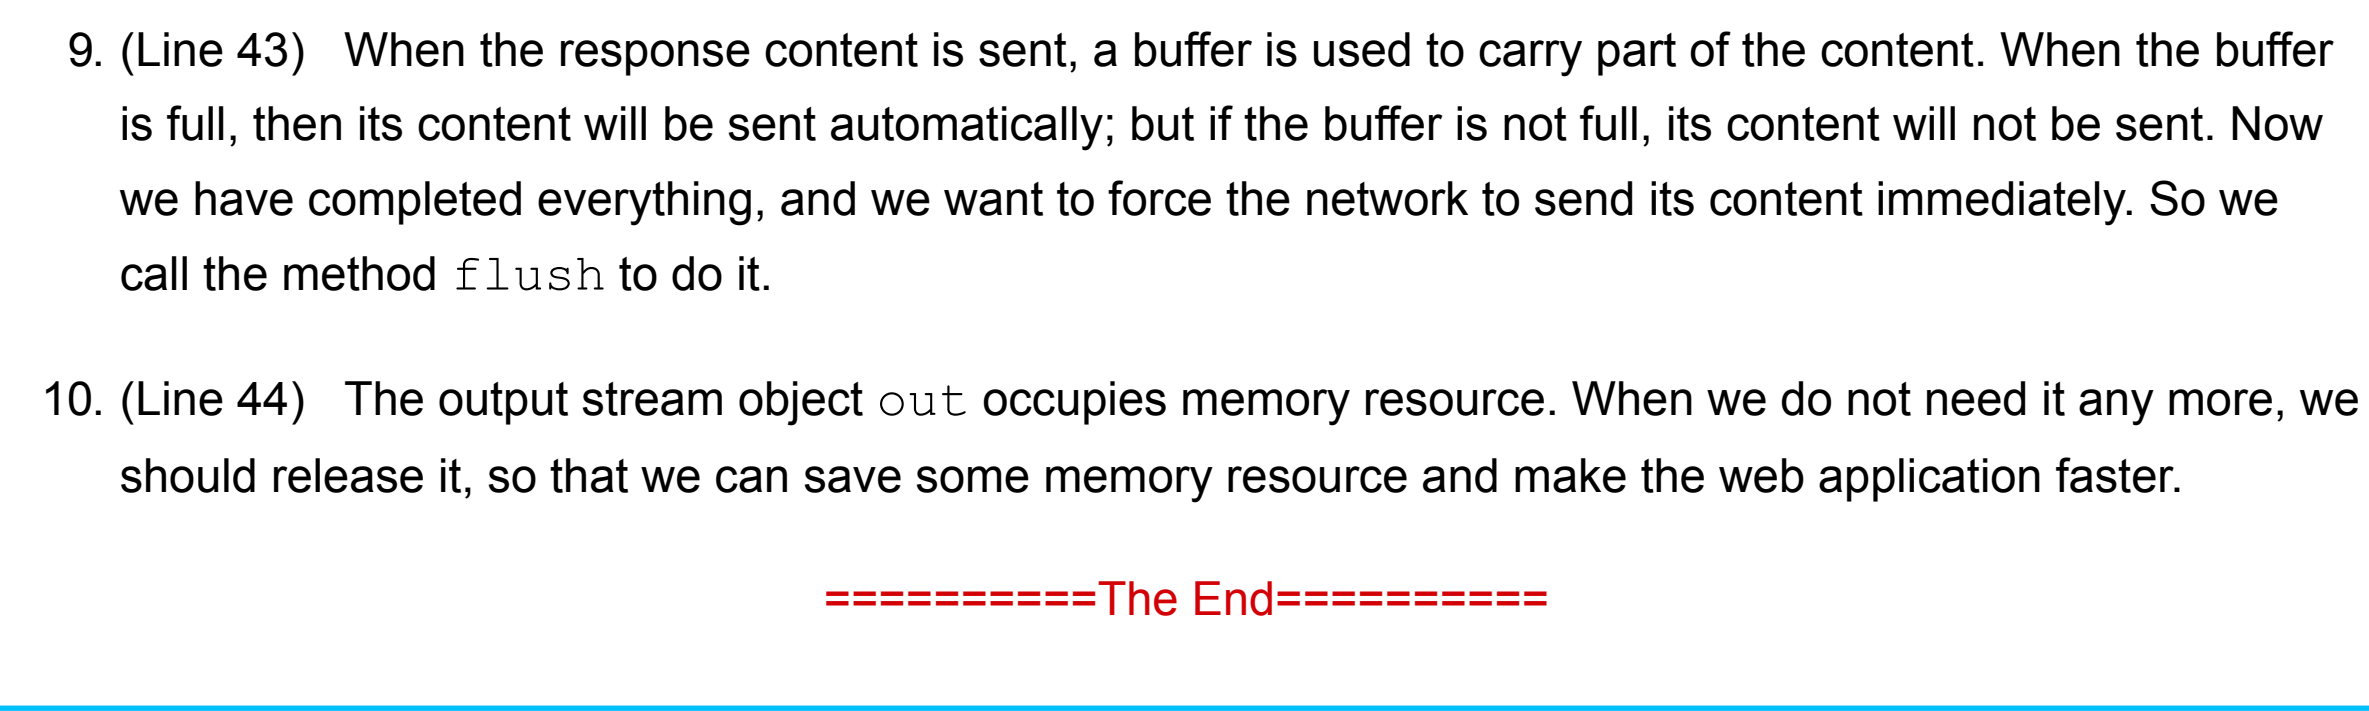 9. (Line 43) When the response content is sent, a buffer is used to carry part of the content. When the buffer
is full, then its content will be sent automatically; but if the buffer is not full, its content will not be sent. Now
we have completed everything, and we want to force the network to send its content immediately. So we
call the method flush to do it.
10. (Line 44) The output stream object out occupies memory resource. When we do not need it any more, we
should release it, so that we can save some memory resource and make the web application faster.
==========The End==========